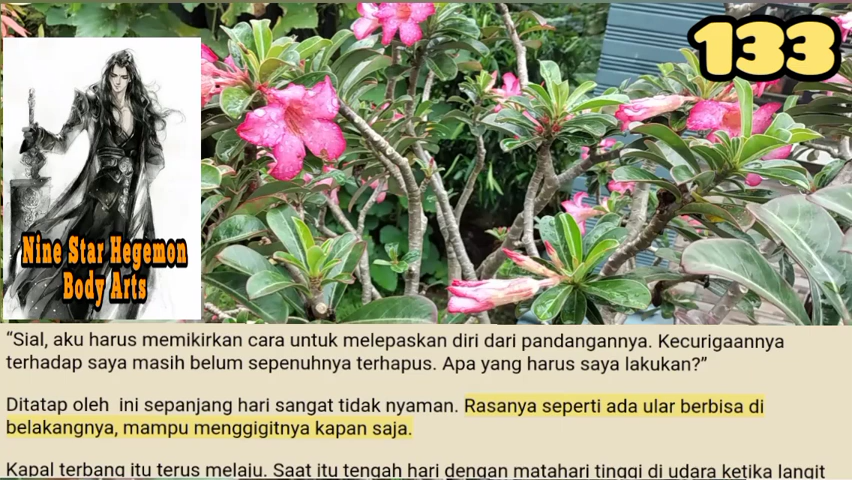 133
Nine Star Hegemon
Body Arts
“Sial, aku harus memikirkan cara untuk melepaskan diri dari pandangannya. Kecurigaannya
terhadap saya masih belum sepenuhnya terhapus. Apa yang harus saya lakukan?”
Ditatap oleh ini sepanjang hari sangat tidak nyaman. Rasanya seperti ada ular berbisa di
belakangnya, mampu menggigitnya kapan saja.
Kapal terbang itu terus melaju. Saat itu tengah hari dengan matahari tinggi di udara ketika langit